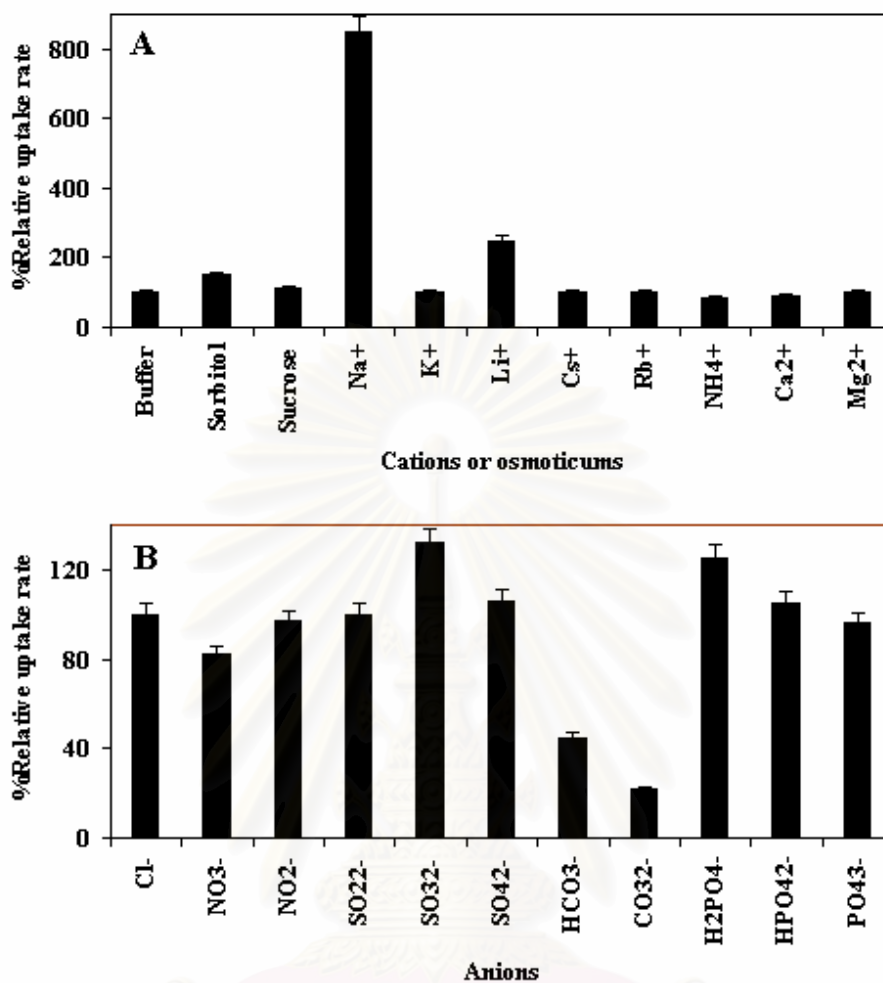 A
%Relative uptake rate
800
600
400
200
0
Buffer
Sorbitol
Sucrose
Na+
K+
Li+
Cs+
Rb+
NH4+
Ca2+
Mg2+
Cations or osmoticums
B
%Relative uptake rate
120
80
40
0
Cl-
NO3-
NO2-
SO22-
SO32-
SO42-
HCO3-
CO32-
H2PO4-
HPO42-
PO43-
Anions